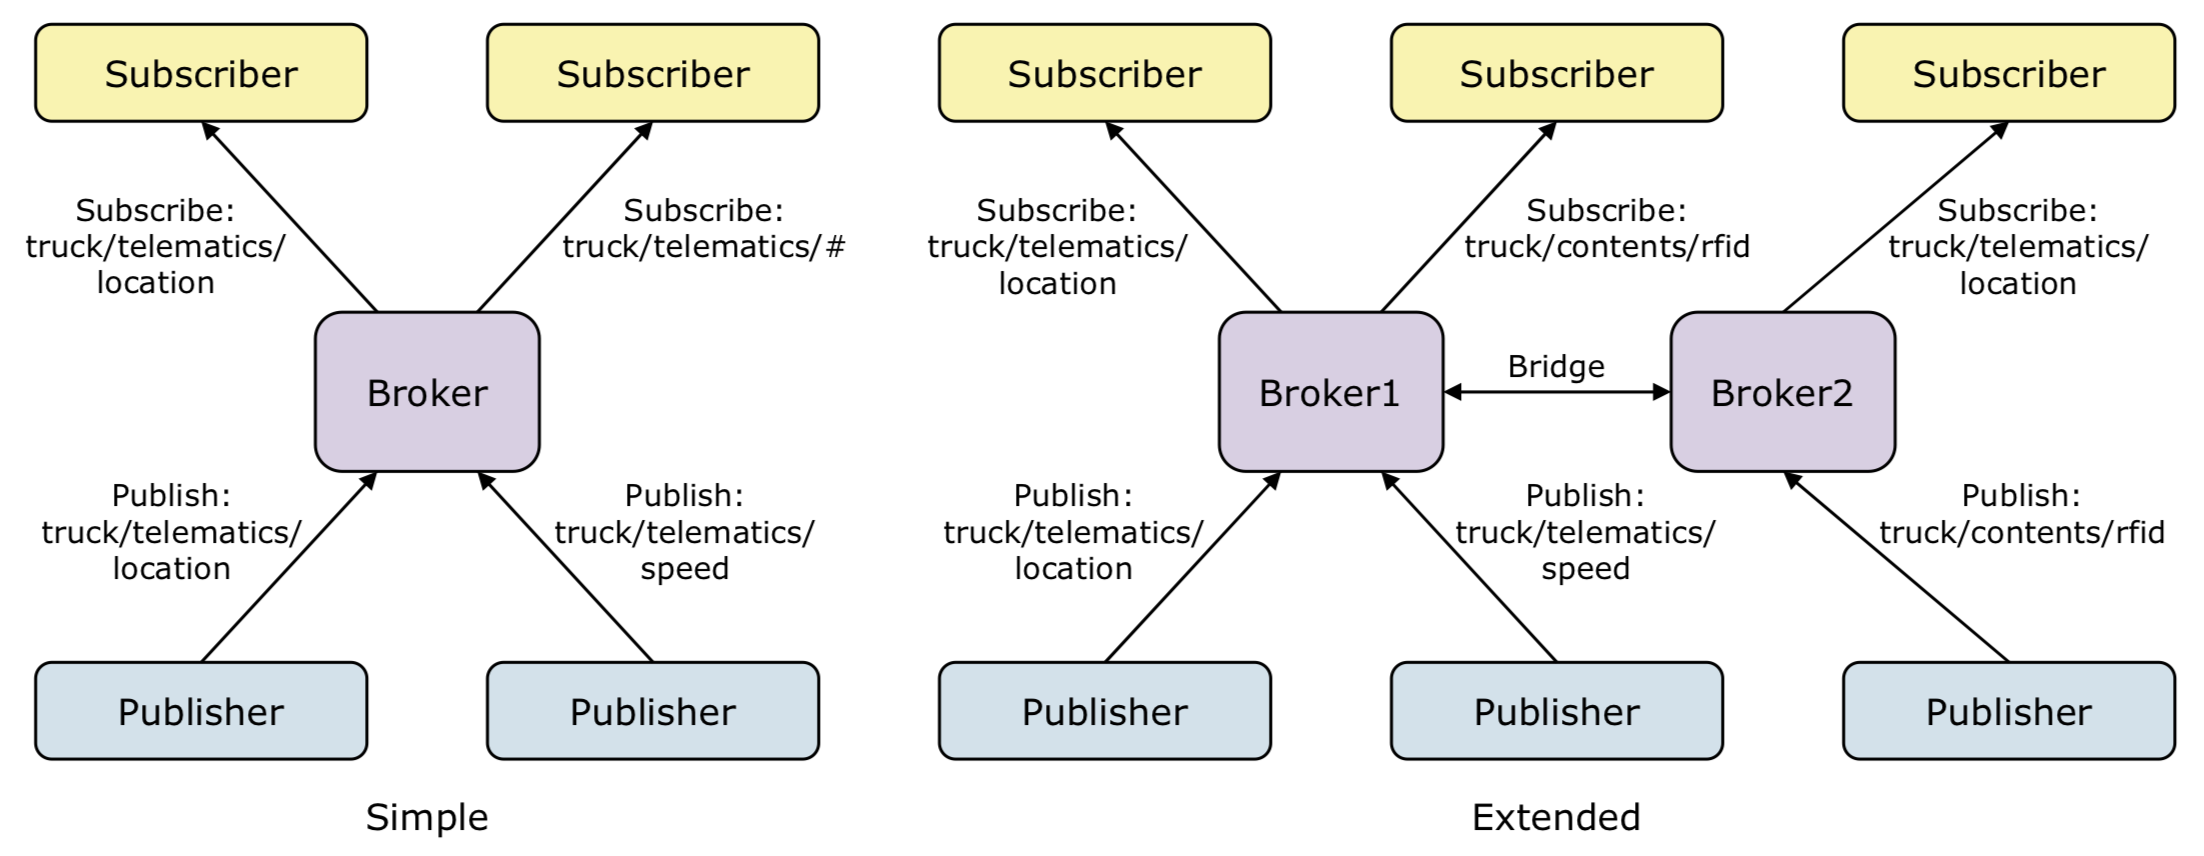 Subscriber
Subscriber
Subscriber
Subscriber
Subscriber
Subscribe:
truck/telematics/
location
Subscribe:
truck/telematics/#
Subscribe:
truck/telematics/
location
Subscribe:
truck/contents/rfid
Subscribe:
truck/telematics/
location
Broker
Broker1
Bridge
Broker2
Publish:
truck/telematics/
location
Publish:
truck/telematics/
speed
Publish:
truck/telematics/
location
Publish:
truck/telematics/
speed
Publish:
truck/contents/rfid
Publisher
Publisher
Publisher
Publisher
Publisher
Simple
Extended